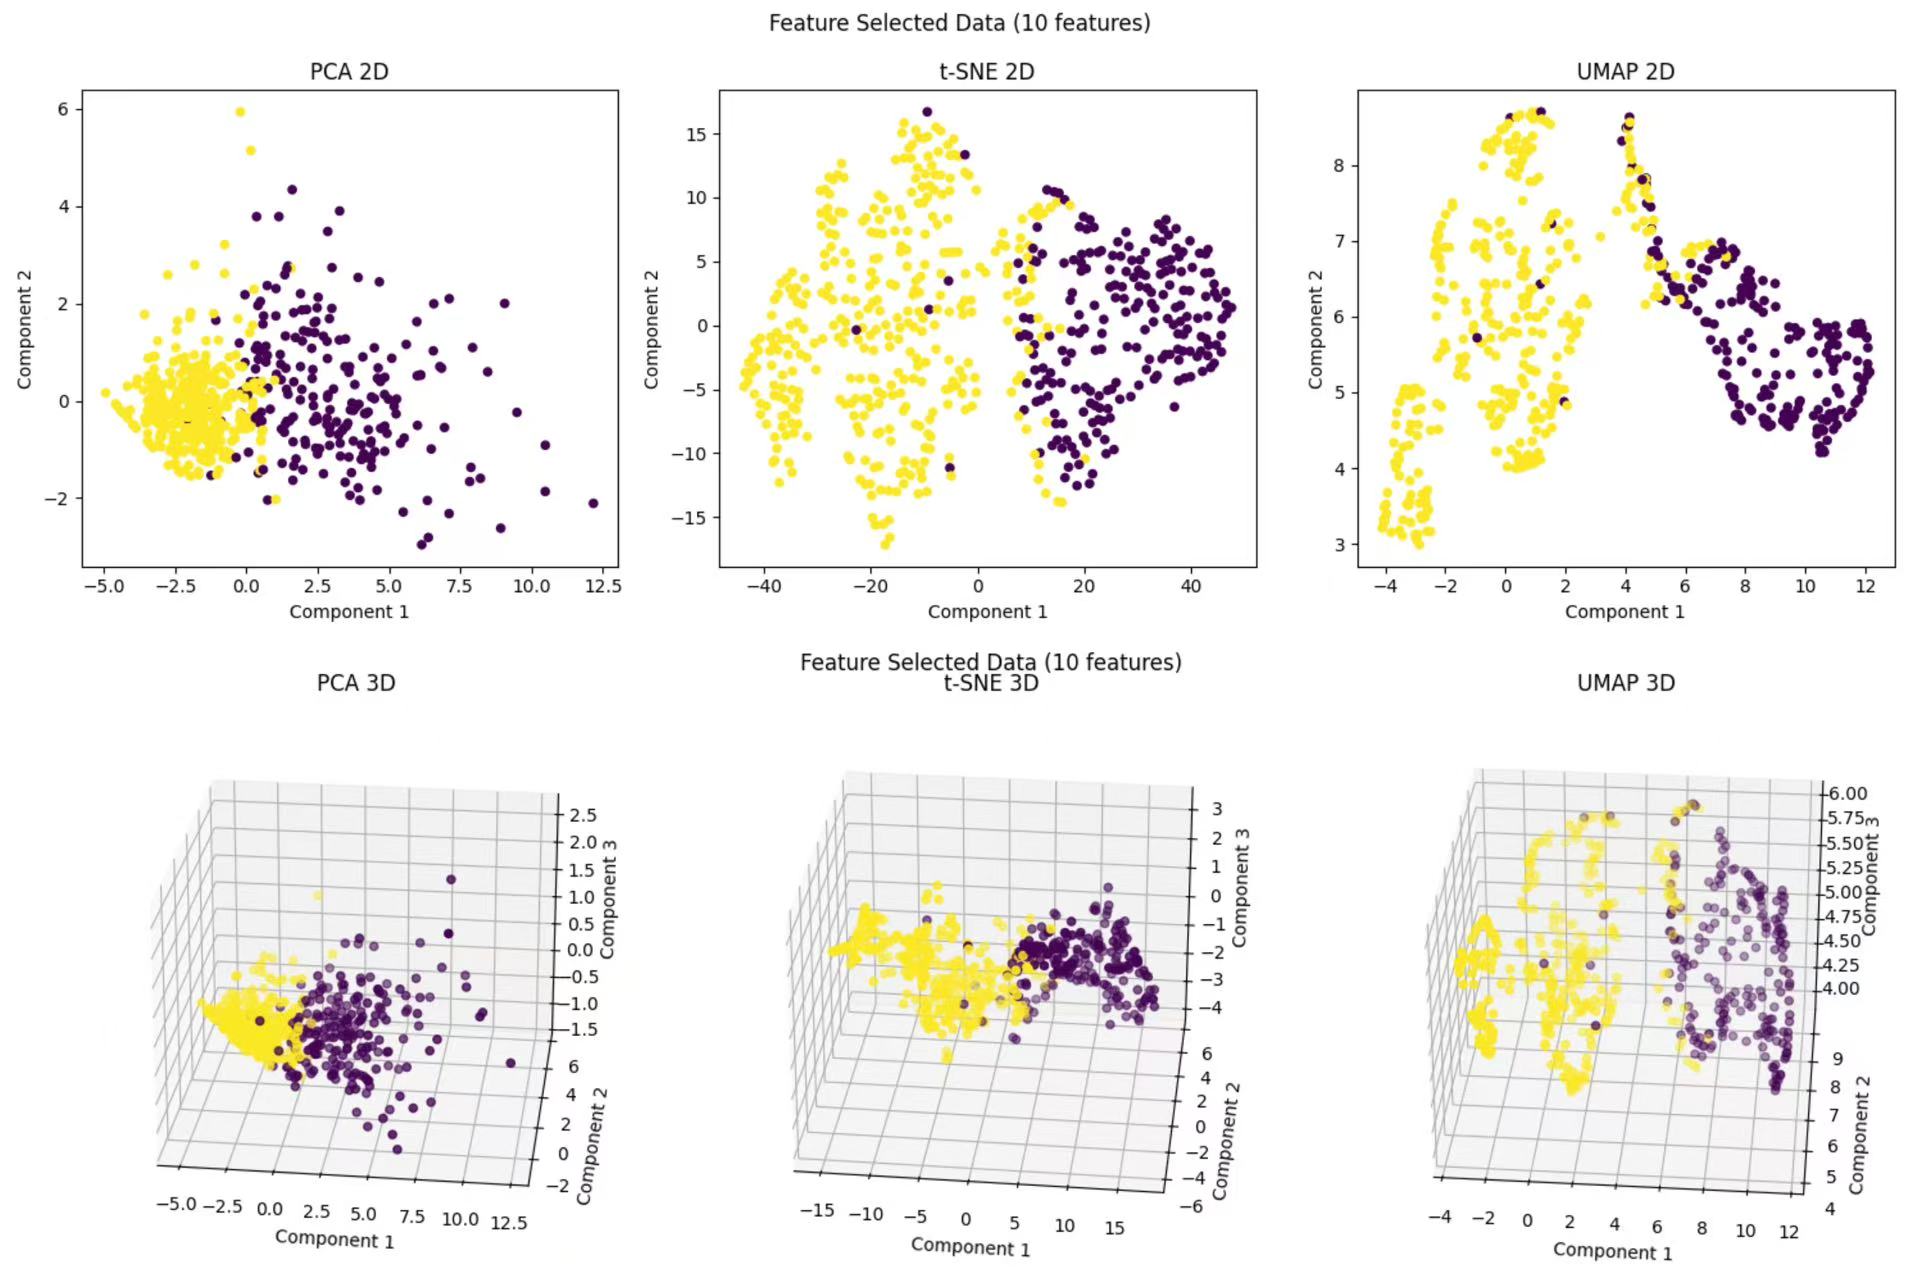 Feature Selected Data (10 features)
PCA 2D
6
4
2
0
−2
−5.0 −2.5 0.0 2.5 5.0 7.5 10.0 12.5
Component 1
Component 2
t-SNE 2D
15
10
5
0
−5
−10
−15
−40 −20 0 20 40
Component 1
Component 2
UMAP 2D
8
7
6
5
4
3
−4 −2 0 2 4 6 8 10 12
Component 1
Component 2
Feature Selected Data (10 features)
PCA 3D
2.5
2.0
1.5
1.0
0.5
0.0
−0.5
−1.0
−1.5
Component 3
6
4
2
0
−2
Component 2
−5.0 −2.5 0.0 2.5 5.0 7.5 10.0 12.5
Component 1
t-SNE 3D
3
2
1
0
−1
−2
−3
−4
Component 3
6
4
2
0
−2
−4
−6
Component 2
−15 −10 −5 0 5 10 15
Component 1
UMAP 3D
6.00
5.75
5.50
5.25
5.00
4.75
4.50
4.25
4.00
Component 3
9
8
7
6
5
4
Component 2
−4 −2 0 2 4 6 8 10 12
Component 1